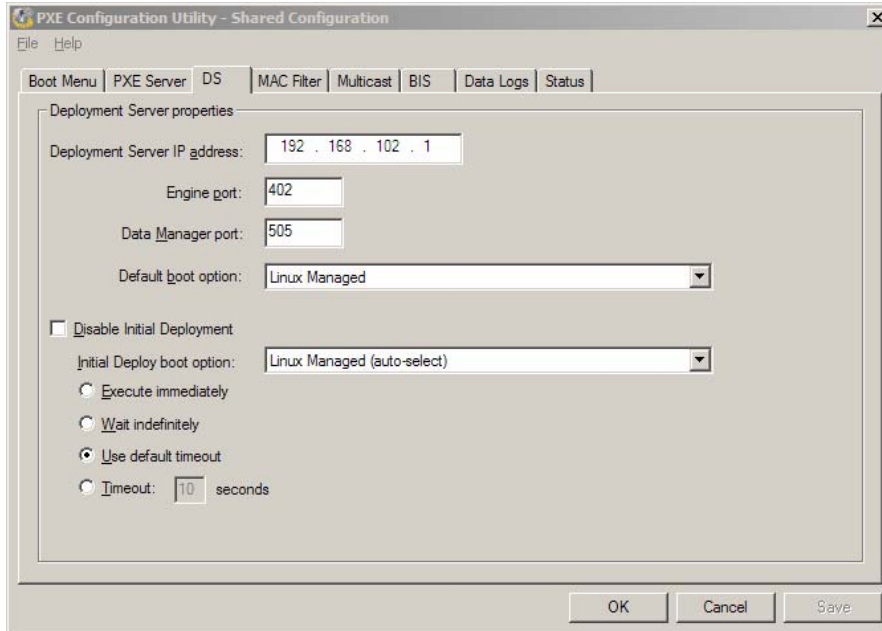 PXE Configuration Utility - Shared Configuration
File Help
Boot Menu PXE Server DS MAC Filter Multicast BIS Data Logs Status
Deployment Server properties
Deployment Server IP address: 192 . 168 . 102 . 1
Engine port: 402
Data Manager port: 505
Default boot option: Linux Managed
Disable Initial Deployment
Initial Deploy boot option: Linux Managed (auto-select)
Execute immediately
Wait indefinitely
Use default timeout
Timeout: 10 seconds
OK Cancel Save